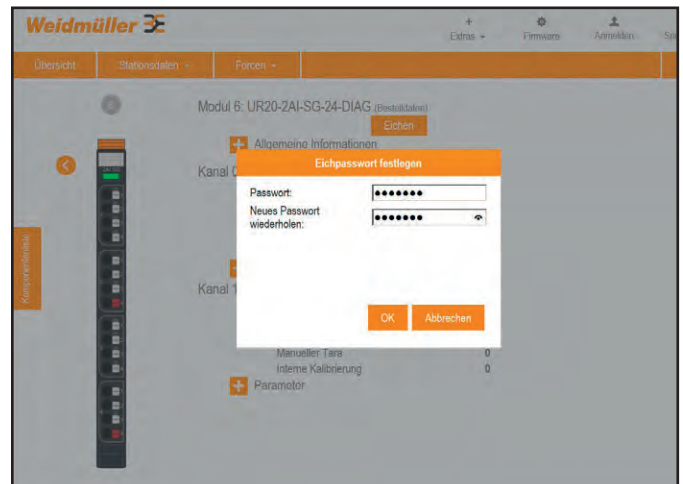 Weidmüller
Extras
Firmware
Anmelden
Übersicht
Stationsdaten
Forcen
Modul 6: UR20-2AI-SG-24-DIAG (Bestelldaten)
Eichen
Allgemeine Informationen
Kanal 0
Eichpasswort festlegen
Passwort:
Neues Passwort
wiederholen:
Komponentenliste
Kanal 1
OK Abbrechen
Manueller Tara 0
Interne Kalibrierung 0
Parameter